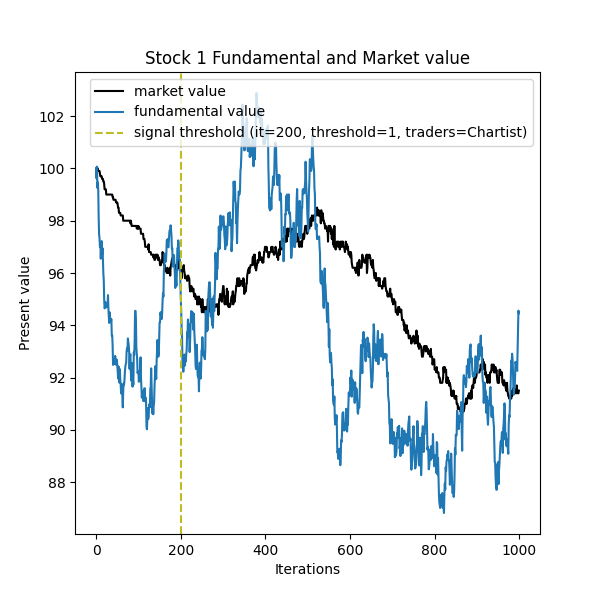 Stock 1 Fundamental and Market value
market value
fundamental value
signal threshold (it=200, threshold=1, traders=Chartist)
Present value
102
100
98
96
94
92
90
88
0 200 400 600 800 1000
Iterations